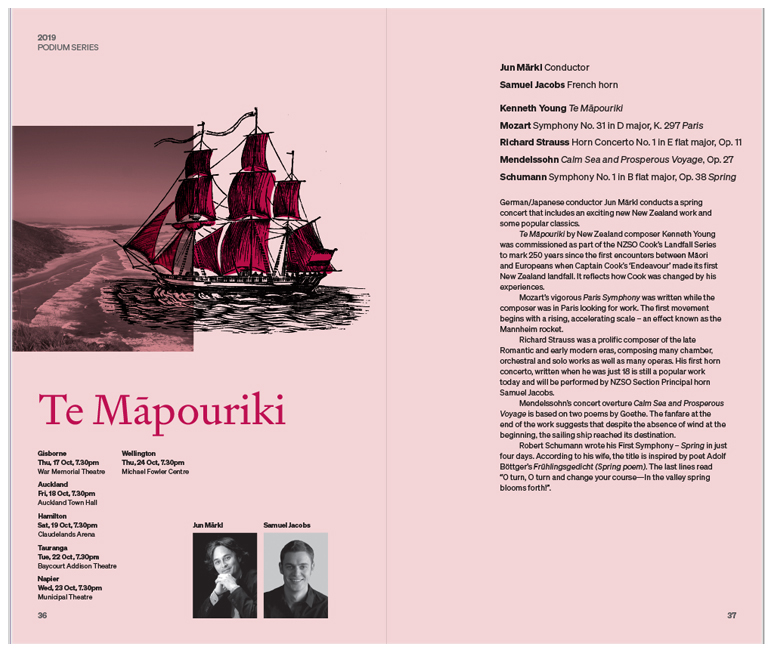 2019
PODIUM SERIES
Te Māpouriki
Gisborne
Thu, 17 Oct, 7.30pm
War Memorial Theatre
Auckland
Fri, 18 Oct, 7.30pm
Auckland Town Hall
Hamilton
Sat, 19 Oct, 7.30pm
Claudelands Arena
Tauranga
Tue, 22 Oct, 7.30pm
Baycourt Addison Theatre
Napier
Wed, 23 Oct, 7.30pm
Municipal Theatre
Wellington
Thu, 24 Oct, 7.30pm
Michael Fowler Centre
Jun Märkl
Samuel Jacobs
36
Jun Märkl Conductor
Samuel Jacobs French horn
Kenneth Young Te Māpouriki
Mozart Symphony No. 31 in D major, K. 297 Paris
Richard Strauss Horn Concerto No. 1 in E flat major, Op. 11
Mendelssohn Calm Sea and Prosperous Voyage, Op. 27
Schumann Symphony No. 1 in B flat major, Op. 38 Spring
German/Japanese conductor Jun Märkl conducts a spring
concert that includes an exciting new New Zealand work and
some popular classics.
Te Māpouriki by New Zealand composer Kenneth Young
was commissioned as part of the NZSO Cook's Landfall Series
to mark 250 years since the first encounters between Māori
and Europeans when Captain Cook's 'Endeavour' made its first
New Zealand landfall. It reflects how Cook was changed by his
experiences.
Mozart's vigorous Paris Symphony was written while the
composer was in Paris looking for work. The first movement
begins with a rising, accelerating scale – an effect known as the
Mannheim rocket.
Richard Strauss was a prolific composer of the late
Romantic and early modern eras, composing many chamber,
orchestral and solo works as well as many operas. His first horn
concerto, written when he was just 18 is still a popular work
today and will be performed by NZSO Section Principal horn
Samuel Jacobs.
Mendelssohn's concert overture Calm Sea and Prosperous
Voyage is based on two poems by Goethe. The fanfare at the
end of the work suggests that despite the absence of wind at the
beginning, the sailing ship reached its destination.
Robert Schumann wrote his First Symphony – Spring in just
four days. According to his wife, the title is inspired by poet Adolf
Böttger's Frühlingsgedicht (Spring poem). The last lines read
"O turn, O turn and change your course—In the valley spring
blooms forth!".
37